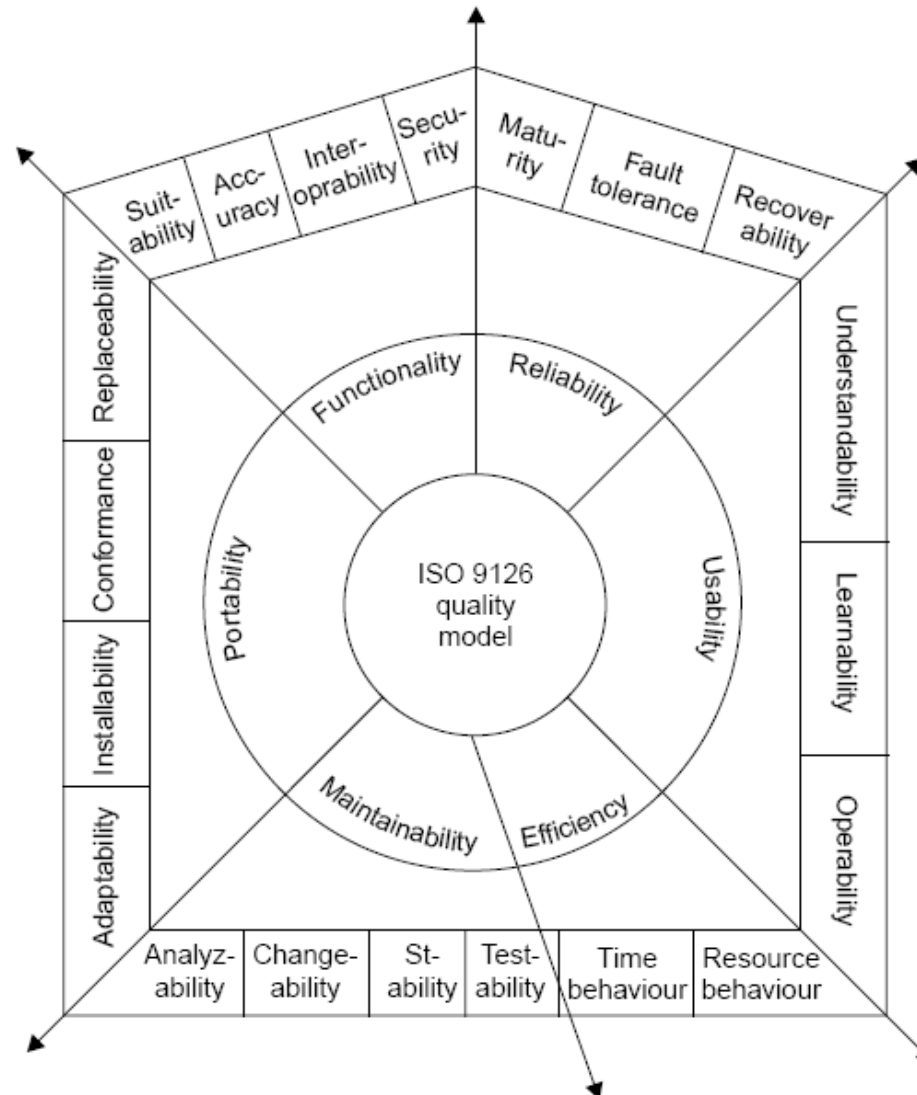 Suit-
ability
Acc-
uracy
Inter-
oprability
Secu-
rity
Matu-
rity
Fault
tolerance
Recover
ability
Replaceability
Conformance
Installability
Adaptability
Functionality
Reliability
Portability
ISO 9126
quality
model
Usability
Maintainability
Efficiency
Understandability
Learnability
Operability
Analyz-
ability
Change-
ability
St-
ability
Test-
ability
Time
behaviour
Resource
behaviour